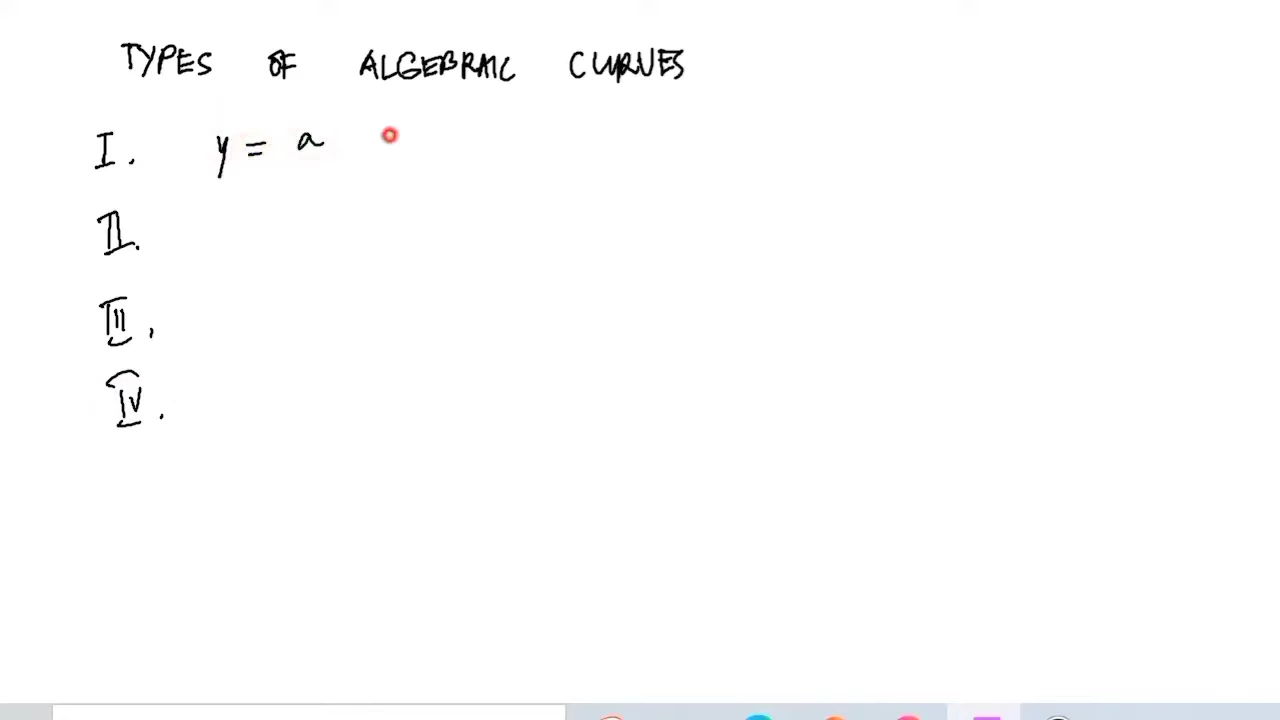 TYPES OF ALGEBRAIC CURVES
I. y = a
II.
III.
IV.